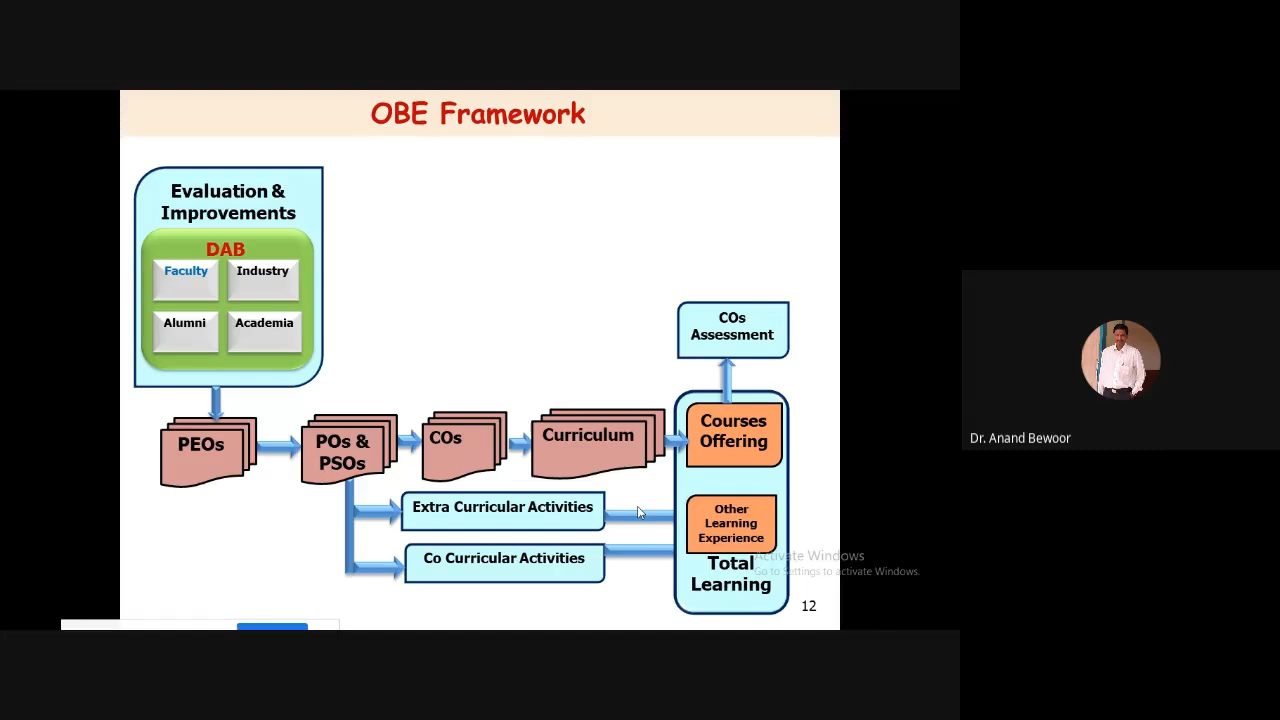 OBE Framework
Evaluation &
Improvements
DAB
Faculty
Industry
Alumni
Academia
COs
Assessment
PEOs
POs &
PSOs
COs
Curriculum
Courses
Offering
Extra Curricular Activities
Co Curricular Activities
Other
Learning
Experience
Total
Learning
Activate Windows
Go to Settings to activate Windows.
12
Dr. Anand Bewoor